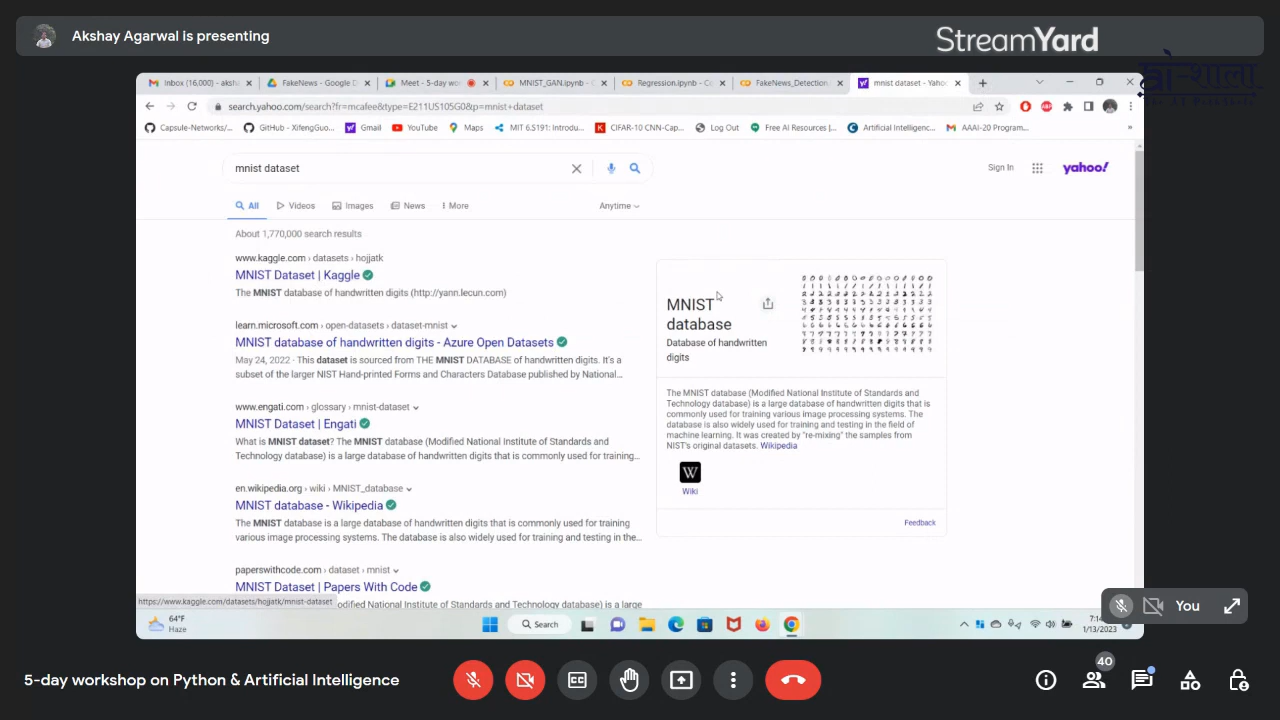 Akshay Agarwal is presenting
StreamYard
शाला
Inbox (16,000) - aksha
FakeNews - Google D
Meet - 5-day wo
MNIST_GAN.ipynb - C
Regression.ipynb - Co
FakeNews_Detection.
mnist dataset - Yaho
search.yahoo.com/search?fr=mcafee&type=E211US105G0&p=mnist+dataset
Capsule-Networks/...
GitHub - XifengGuo...
Gmail
YouTube
Maps
MIT 6.S191: Introdu...
CIFAR-10 CNN-Cap...
Log Out
Free AI Resources |...
Artificial Intelligenc...
AAAI-20 Program...
mnist dataset
Sign In
yahoo!
All
Videos
Images
News
More
Anytime
About 1,770,000 search results
www.kaggle.com › datasets › hojjatk
MNIST Dataset | Kaggle
The MNIST database of handwritten digits (http://yann.lecun.com)
learn.microsoft.com › open-datasets › dataset-mnist
MNIST database of handwritten digits - Azure Open Datasets
May 24, 2022 · This dataset is sourced from THE MNIST DATABASE of handwritten digits. It's a
subset of the larger NIST Hand-printed Forms and Characters Database published by National...
www.engati.com › glossary › mnist-dataset
MNIST Dataset | Engati
What is MNIST dataset? The MNIST database (Modified National Institute of Standards and
Technology database) is a large database of handwritten digits that is commonly used for training...
en.wikipedia.org › wiki › MNIST_database
MNIST database - Wikipedia
The MNIST database is a large database of handwritten digits that is commonly used for training
various image processing systems. The database is also widely used for training and testing in the...
paperswithcode.com › dataset › mnist
MNIST Dataset | Papers With Code
odified National Institute of Standards and Technology database) is a large
https://www.kaggle.com/datasets/hojjatk/mnist-dataset
MNIST
database
Database of handwritten
digits
The MNIST database (Modified National Institute of Standards and
Technology database) is a large database of handwritten digits that is
commonly used for training various image processing systems. The
database is also widely used for training and testing in the field of
machine learning. It was created by "re-mixing" the samples from
NIST's original datasets. Wikipedia
W
Wiki
Feedback
64°F
Haze
Search
7:1
1/13/2023
You
5-day workshop on Python & Artificial Intelligence
40